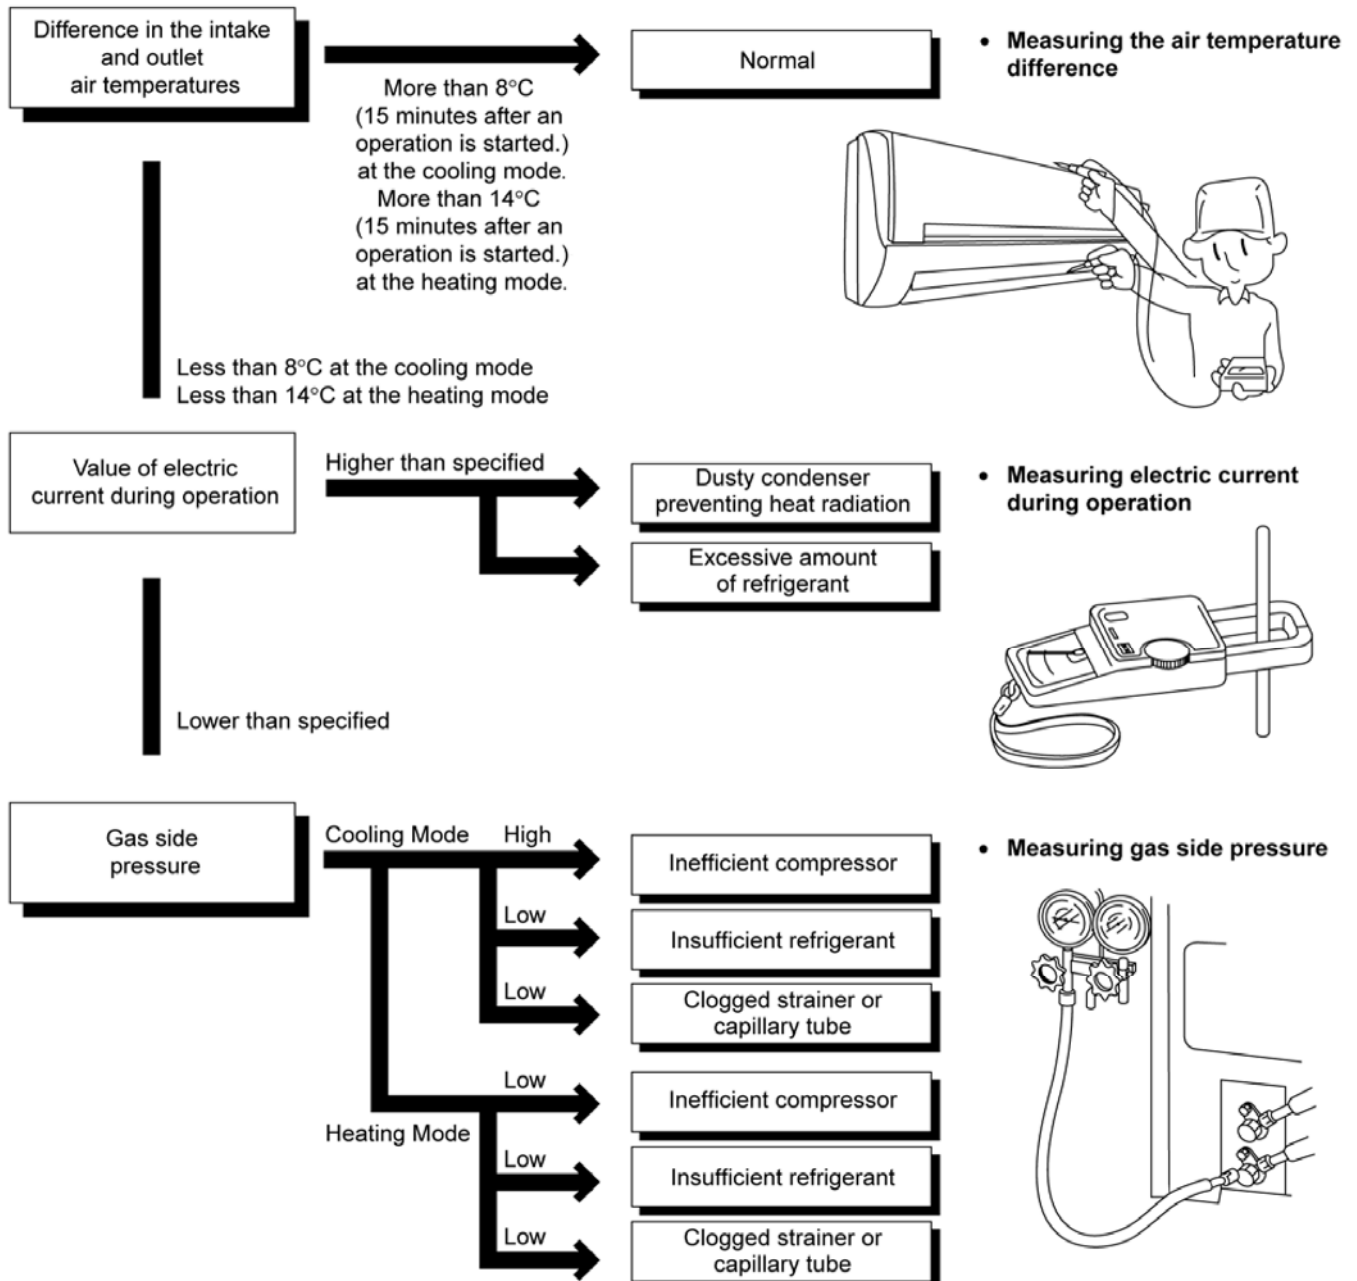 Difference in the intake
and outlet
air temperatures
More than 8°C
(15 minutes after an
operation is started.)
at the cooling mode.
More than 14°C
(15 minutes after an
operation is started.)
at the heating mode.
Normal
• Measuring the air temperature
difference
Less than 8°C at the cooling mode
Less than 14°C at the heating mode
Value of electric
current during operation
Higher than specified
Dusty condenser
preventing heat radiation
Excessive amount
of refrigerant
• Measuring electric current
during operation
Lower than specified
Gas side
pressure
Cooling Mode
High
Inefficient compressor
Low
Insufficient refrigerant
Low
Clogged strainer or
capillary tube
Heating Mode
Low
Inefficient compressor
Low
Insufficient refrigerant
Low
Clogged strainer or
capillary tube
• Measuring gas side pressure